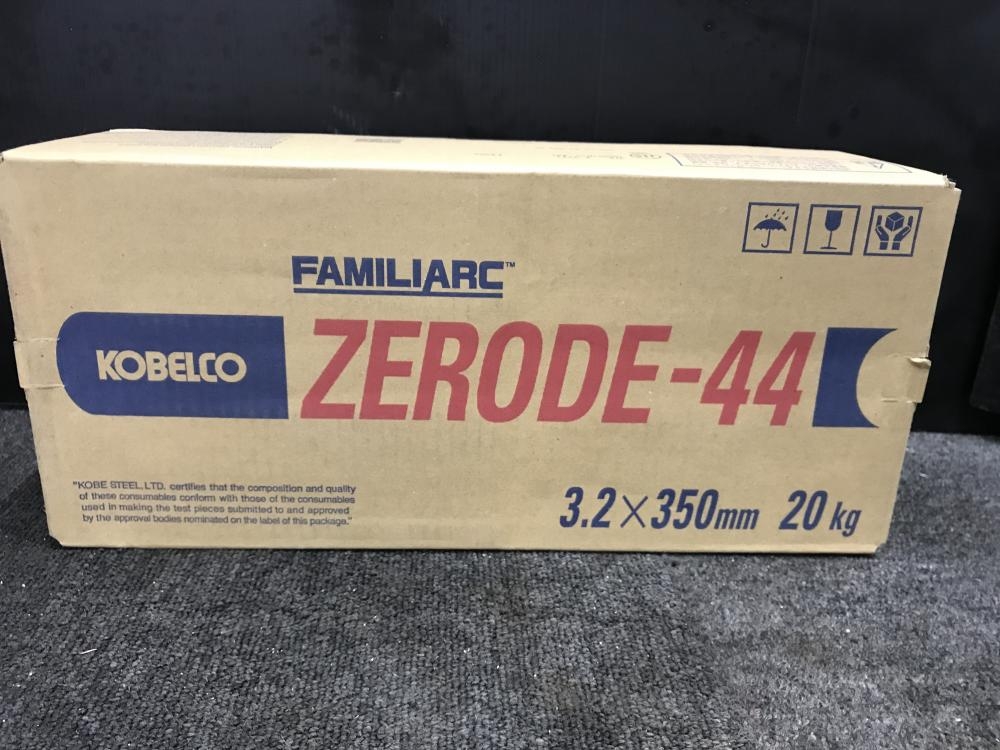 FAMILIARC™
KOBELCO
ZERODE-44
"KOBE STEEL, LTD. certifies that the composition and quality
of these consumables conform with those of the consumables
used in making the test pieces submitted to and approved
by the approval bodies nominated on the label of this package."
3.2×350mm 20kg